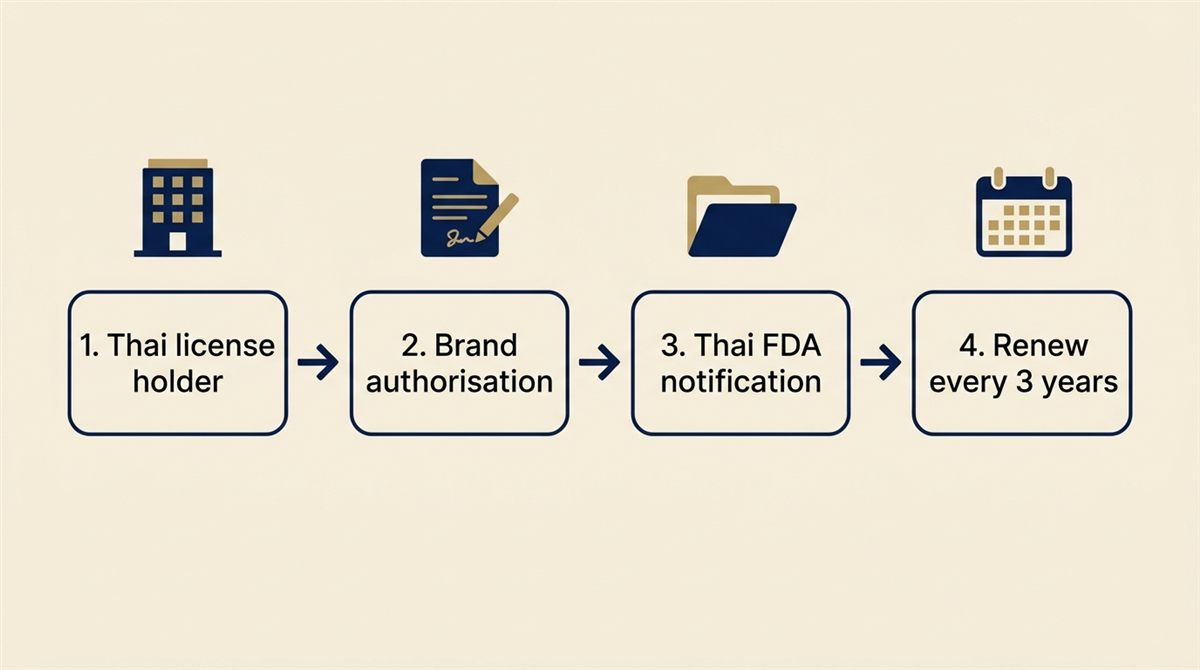 1. Thai license
holder
2. Brand
authorisation
3. Thai FDA
notification
4. Renew
every 3 years